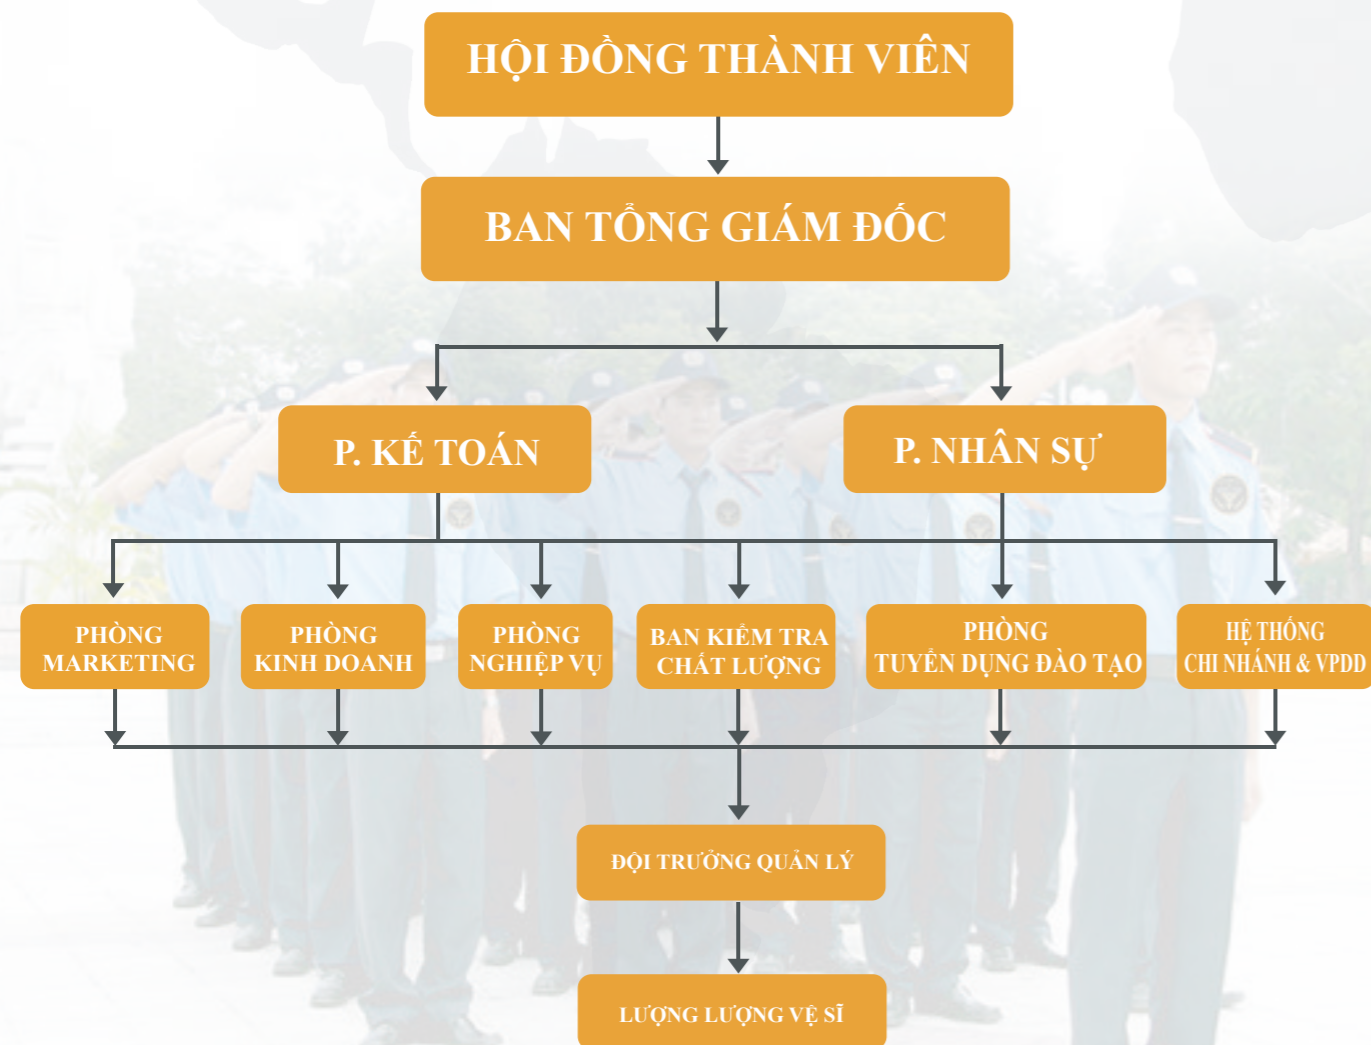 HỘI ĐỒNG THÀNH VIÊN
BAN TỔNG GIÁM ĐỐC
P. KẾ TOÁN
P. NHÂN SỰ
PHÒNG
MARKETING
PHÒNG
KINH DOANH
PHÒNG
NGHIỆP VỤ
BAN KIỂM TRA
CHẤT LƯỢNG
PHÒNG
TUYỂN DỤNG ĐÀO TẠO
HỆ THỐNG
CHI NHÁNH & VPDD
ĐỘI TRƯỞNG QUẢN LÝ
LƯỢNG LƯỢNG VỆ SĨ